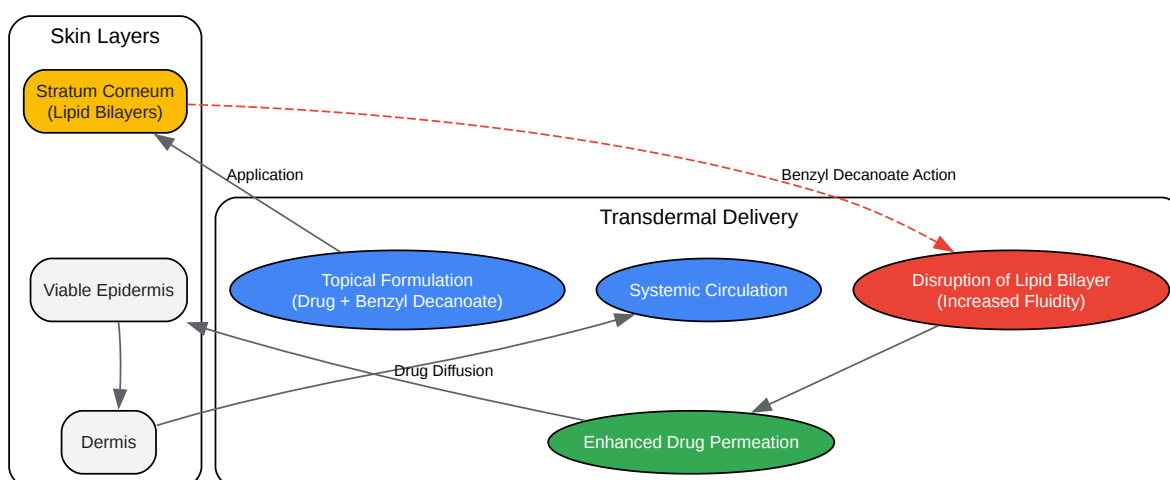 Skin Layers
Stratum Corneum
(Lipid Bilayers)
Application
Benzyl Decanoate Action
Transdermal Delivery
Viable Epidermis
Topical Formulation
(Drug + Benzyl Decanoate)
Systemic Circulation
Disruption of Lipid Bilayer
(Increased Fluidity)
Drug Diffusion
Dermis
Enhanced Drug Permeation